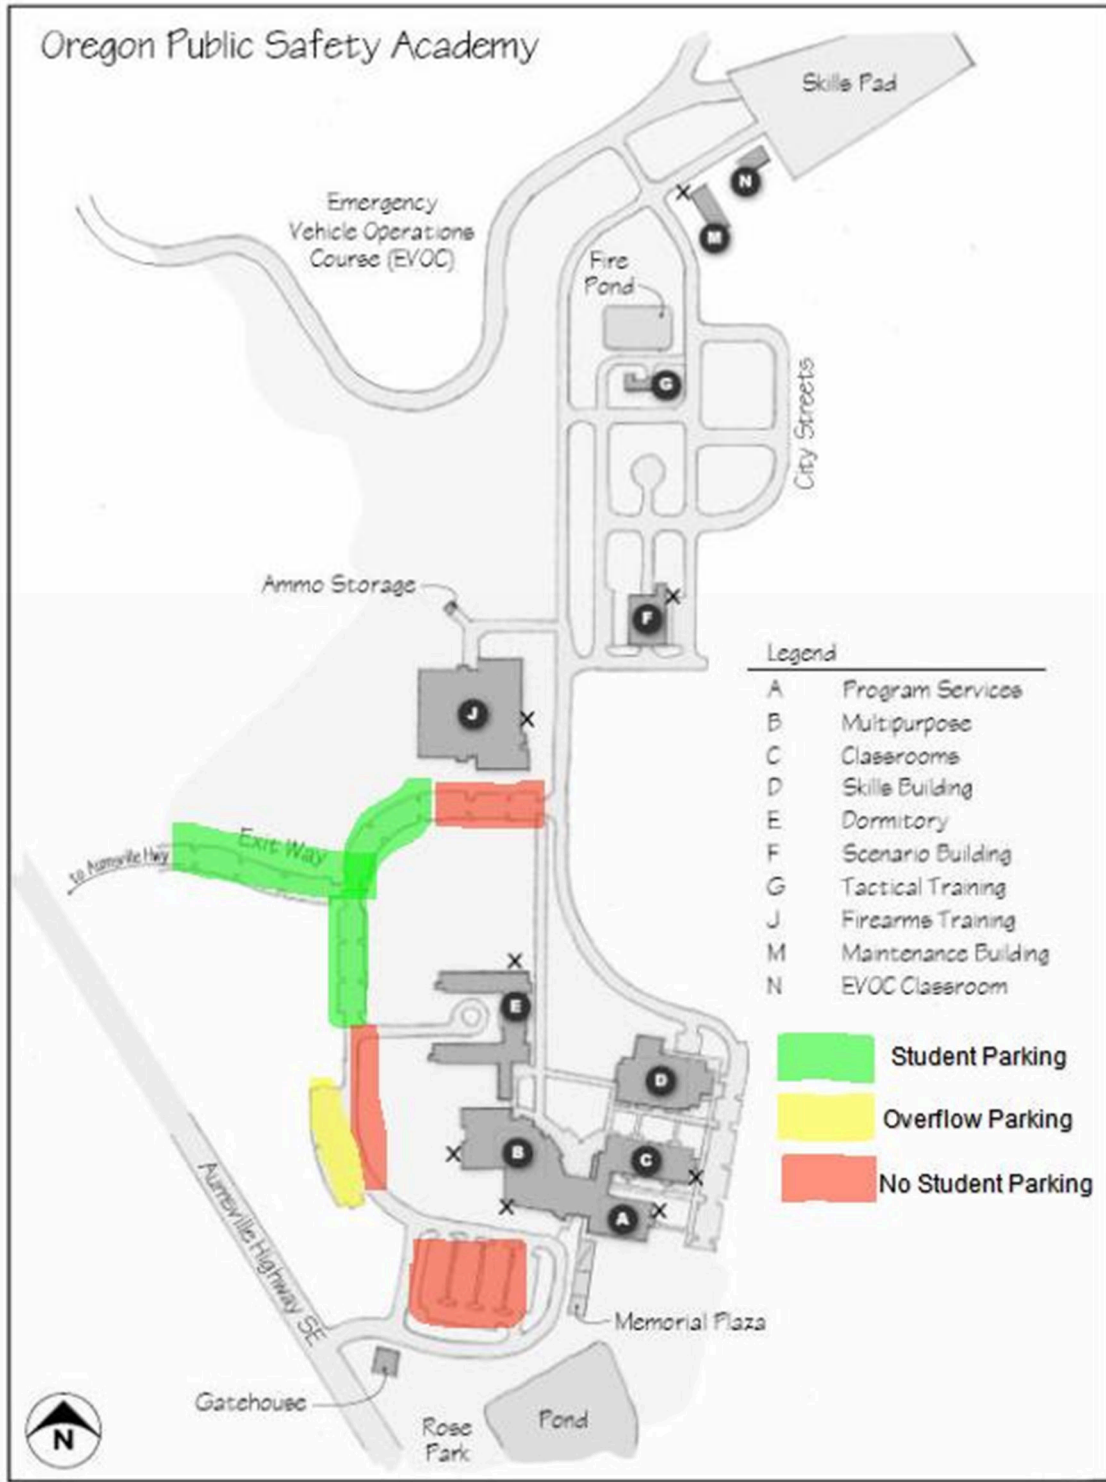 Oregon Public Safety Academy
Skills Pad
N
M
Emergency
Vehicle Operations
Course (EVOC)
Fire
Pond
G
City Streets
Ammo Storage
F
J
Legend
A Program Services
B Multipurpose
C Classrooms
D Skills Building
E Dormitory
F Scenario Building
G Tactical Training
J Firearms Training
M Maintenance Building
N EVOC Classroom
Exit Way
to Aumsville Hwy
X
X
X
X
X
X
X
X
E
D
B
C
A
Student Parking
Overflow Parking
No Student Parking
Aumsville Highway SE
Memorial Plaza
Gatehouse
Rose
Park
Pond
N